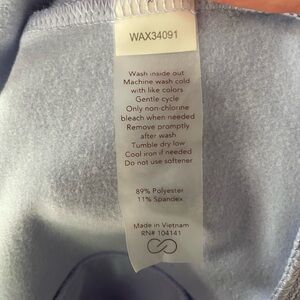 WAX34091
Wash inside out
Machine wash cold
with like colors
Gentle cycle
Only non-chlorine
bleach when needed
Remove promptly
after wash
Tumble dry low
Cool iron if needed
Do not use softener
89% Polyester
11% Spandex
Made in Vietnam
RN# 104141